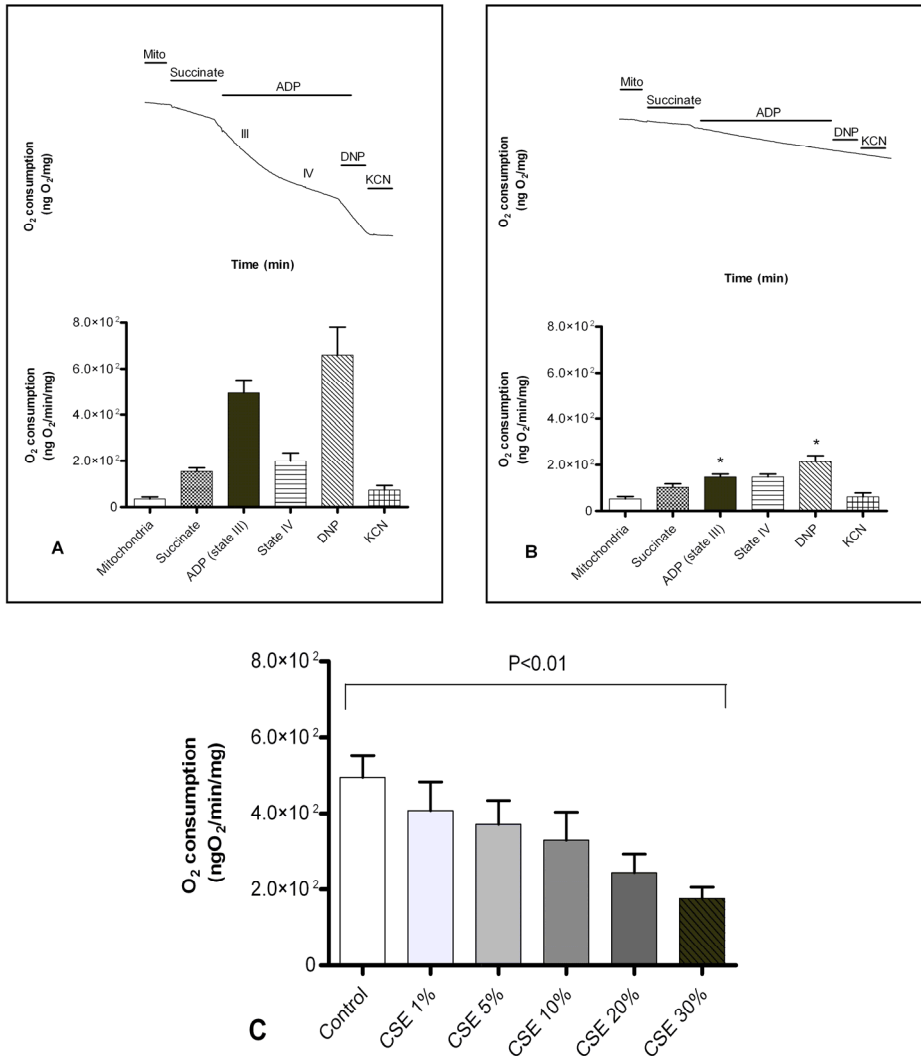 Mito
Succinate
ADP
III
IV
DNP
KCN
O2 consumption
(ng O2/mg)
Time (min)
8.0×10²
6.0×10²
4.0×10²
2.0×10²
0
O2 consumption
(ng O2/min/mg)
Mitochondria
Succinate
ADP (state III)
State IV
DNP
KCN
A
Mito
Succinate
ADP
DNP
KCN
O2 consumption
(ng O2/mg)
Time (min)
8.0×10²
6.0×10²
4.0×10²
2.0×10²
0
O2 consumption
(ng O2/min/mg)
*
*
Mitochondria
Succinate
ADP (state III)
State IV
DNP
KCN
B
8.0×10²
6.0×10²
4.0×10²
2.0×10²
0
P<0.01
O2 consumption
(ngO2/min/mg)
Control
CSE 1%
CSE 5%
CSE 10%
CSE 20%
CSE 30%
C